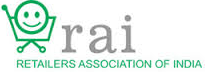 rai
RETAILERS ASSOCIATION OF INDIA